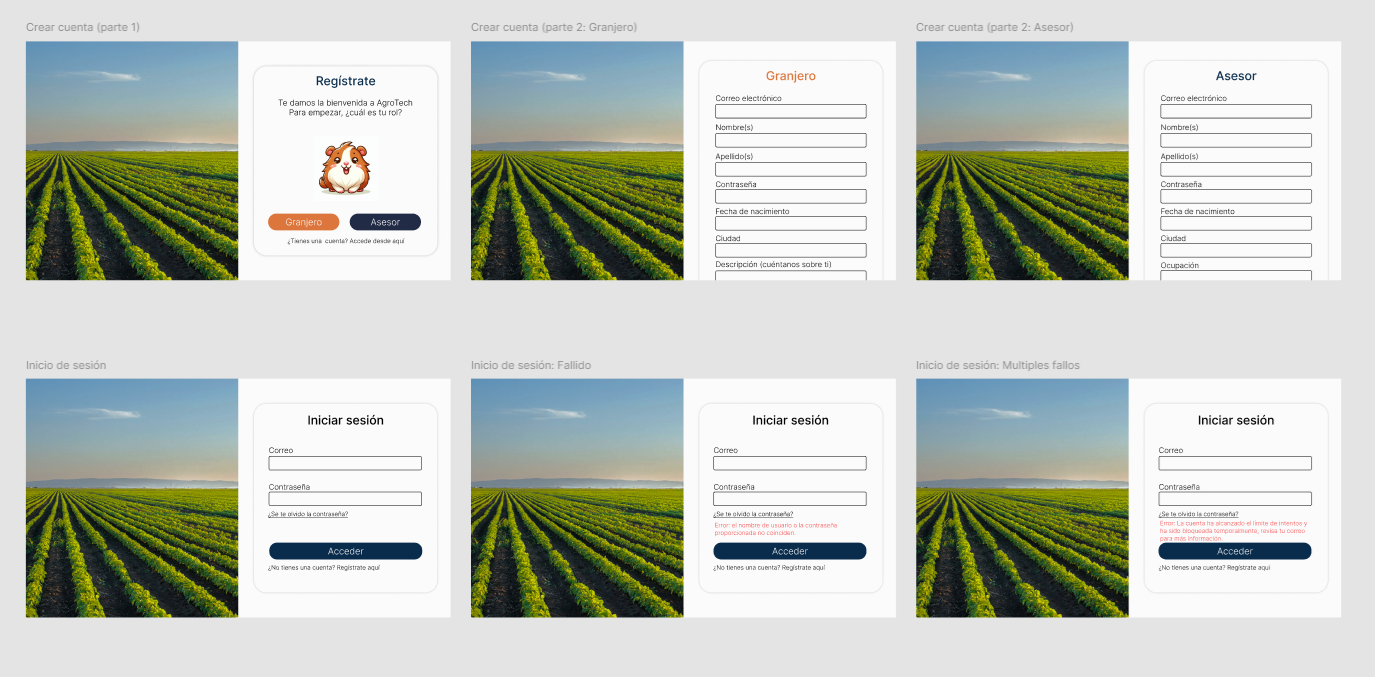 Crear cuenta (parte 1)
Regístrate
Te damos la bienvenida a AgroTech
Para empezar, ¿cuál es tu rol?
Granjero
Asesor
¿Tienes una cuenta? Accede desde aquí
Crear cuenta (parte 2: Granjero)
Granjero
Correo electrónico
Nombre(s)
Apellido(s)
Contraseña
Fecha de nacimiento
Ciudad
Descripción (cuéntanos sobre ti)
Crear cuenta (parte 2: Asesor)
Asesor
Correo electrónico
Nombre(s)
Apellido(s)
Contraseña
Fecha de nacimiento
Ciudad
Ocupación
Inicio de sesión
Iniciar sesión
Correo
Contraseña
¿Se te olvido la contraseña?
Acceder
¿No tienes una cuenta? Regístrate aquí
Inicio de sesión: Fallido
Iniciar sesión
Correo
Contraseña
¿Se te olvido la contraseña?
Error: el nombre de usuario o la contraseña
proporcionada no coinciden.
Acceder
¿No tienes una cuenta? Regístrate aquí
Inicio de sesión: Multiples fallos
Iniciar sesión
Correo
Contraseña
¿Se te olvido la contraseña?
Error: La cuenta ha alcanzado el límite de intentos y
ha sido bloqueada temporalmente, revisa tu correo
para más información.
Acceder
¿No tienes una cuenta? Regístrate aquí